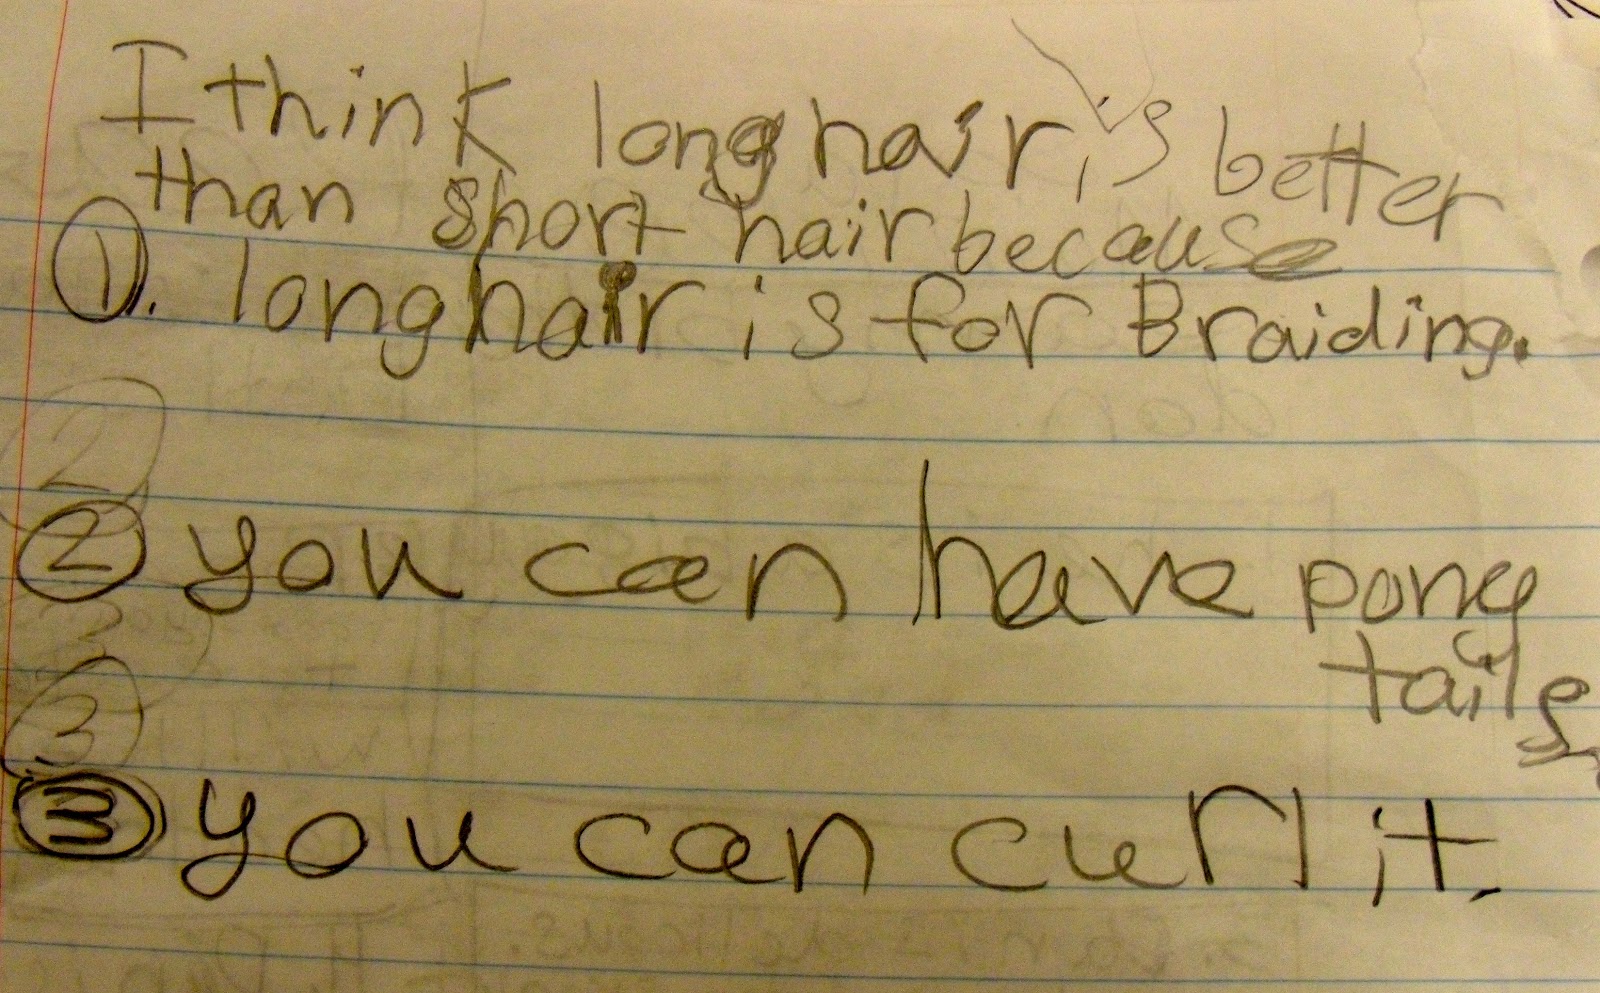 I think long hair is better
than short hair because
1. long hair is for Braiding.
2 you can have pony
tails
3 you can curl it.